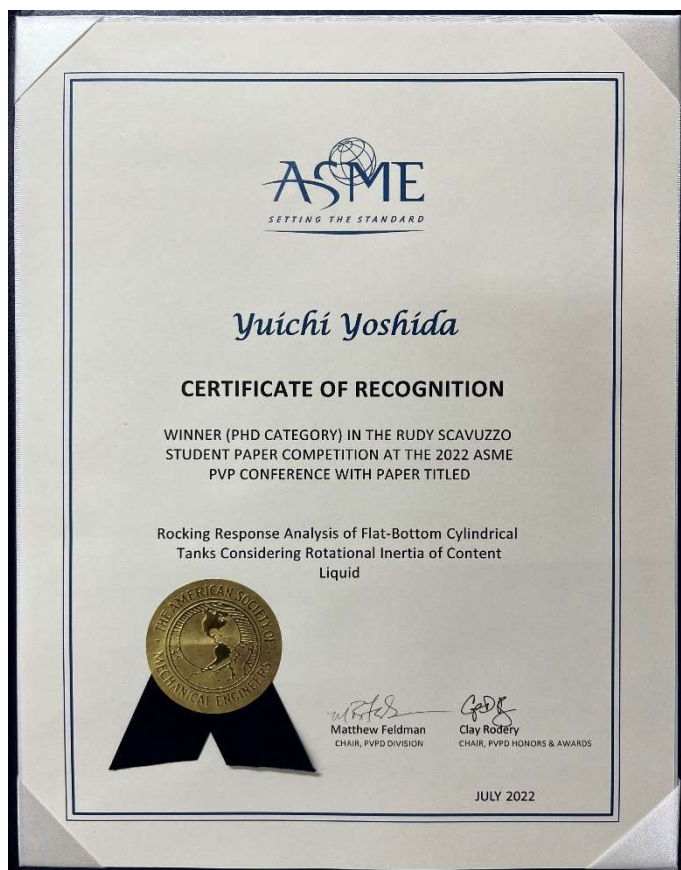 ASME
SETTING THE STANDARD
Yuichi Yoshida
CERTIFICATE OF RECOGNITION
WINNER (PHD CATEGORY) IN THE RUDY SCAVUZZO
STUDENT PAPER COMPETITION AT THE 2022 ASME
PVP CONFERENCE WITH PAPER TITLED
Rocking Response Analysis of Flat-Bottom Cylindrical
Tanks Considering Rotational Inertia of Content
Liquid
THE AMERICAN SOCIETY OF
MECHANICAL ENGINEERS
Matthew Feldman
CHAIR, PVPD DIVISION
Clay Rodery
CHAIR, PVPD HONORS & AWARDS
JULY 2022